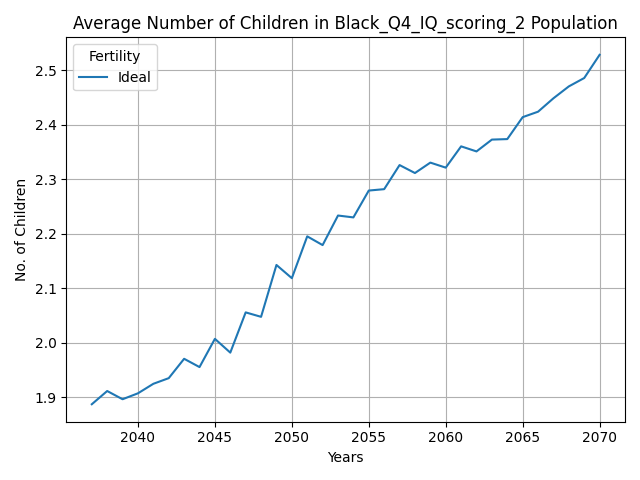 Average Number of Children in Black_Q4_IQ_scoring_2 Population
Fertility
Ideal
No. of Children
2.5
2.4
2.3
2.2
2.1
2.0
1.9
2040 2045 2050 2055 2060 2065 2070
Years